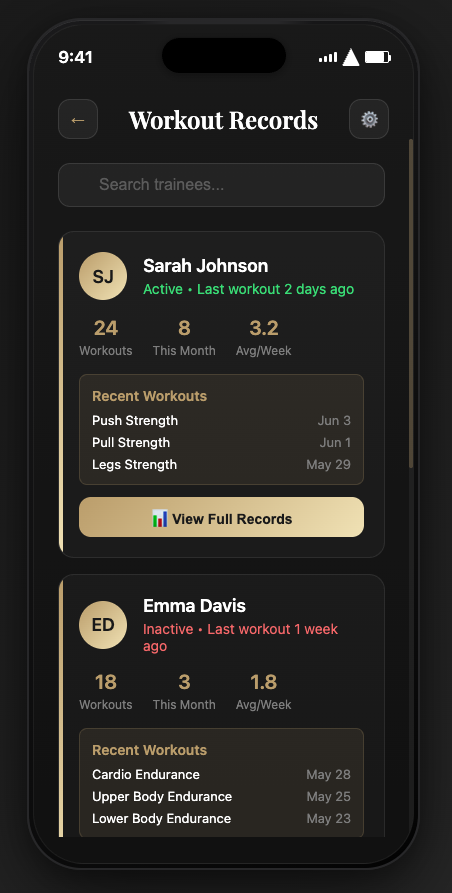 9:41
←
Workout Records
Search trainees...
SJ
Sarah Johnson
Active • Last workout 2 days ago
24
8
3.2
Workouts
This Month
Avg/Week
Recent Workouts
Push Strength Jun 3
Pull Strength Jun 1
Legs Strength May 29
📊 View Full Records
ED
Emma Davis
Inactive • Last workout 1 week
ago
18
3
1.8
Workouts
This Month
Avg/Week
Recent Workouts
Cardio Endurance May 28
Upper Body Endurance May 25
Lower Body Endurance May 23